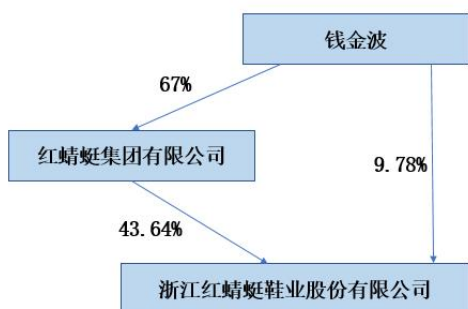 钱金波
67%
红蜻蜓集团有限公司
9.78%
43.64%
浙江红蜻蜓鞋业股份有限公司